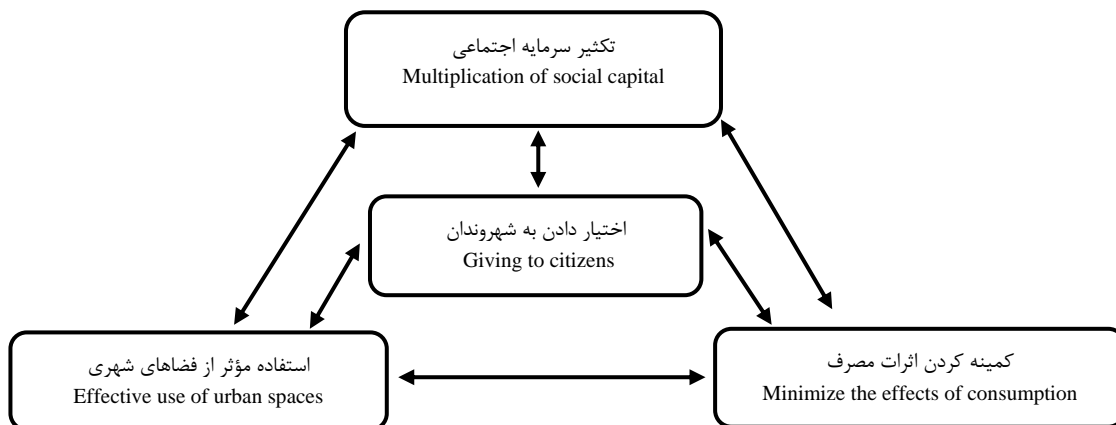 تکثیر سرمایه اجتماعی
Multiplication of social capital
اختیار دادن به شهروندان
Giving to citizens
استفاده مؤثر از فضاهای شهری
Effective use of urban spaces
کمینه کردن اثرات مصرف
Minimize the effects of consumption